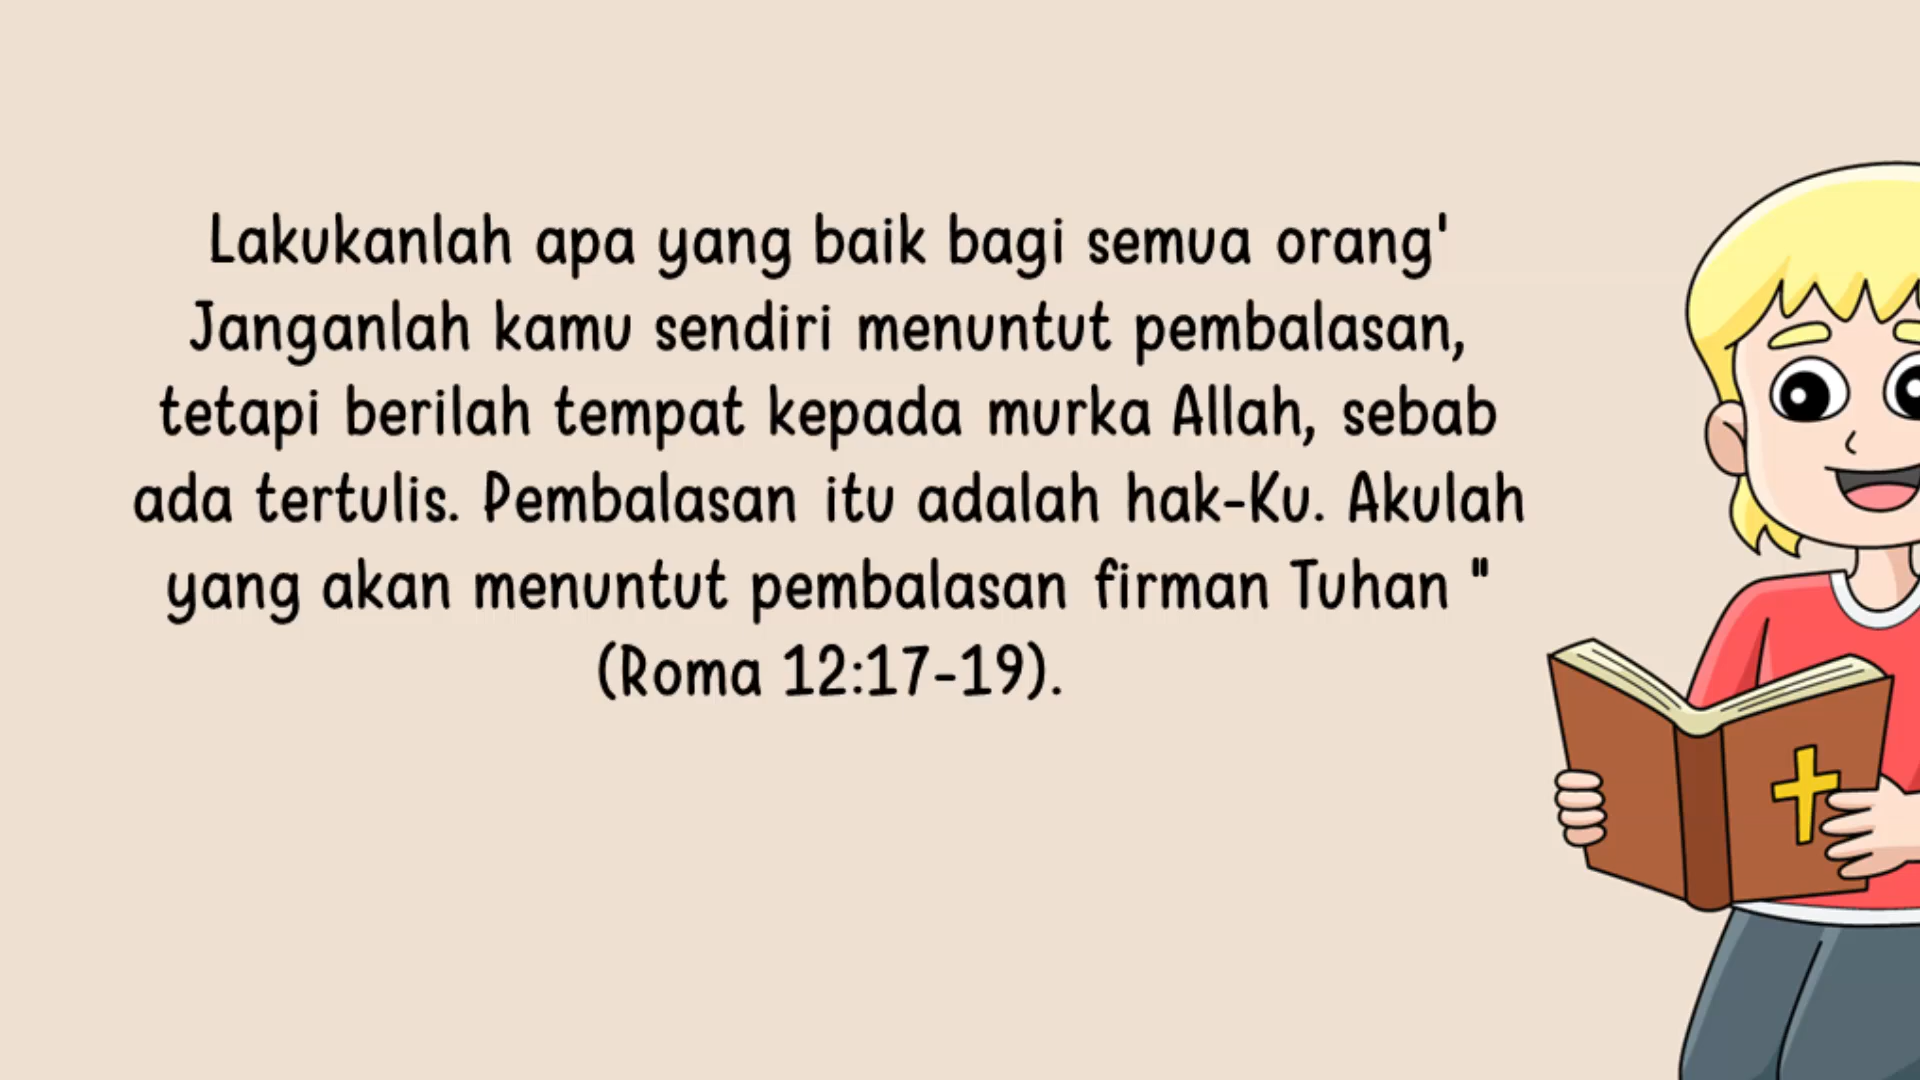 Lakukanlah apa yang baik bagi semua orang'
Janganlah kamu sendiri menuntut pembalasan,
tetapi berilah tempat kepada murka Allah, sebab
ada tertulis. Pembalasan itu adalah hak-Ku. Akulah
yang akan menuntut pembalasan firman Tuhan "
(Roma 12:17-19).